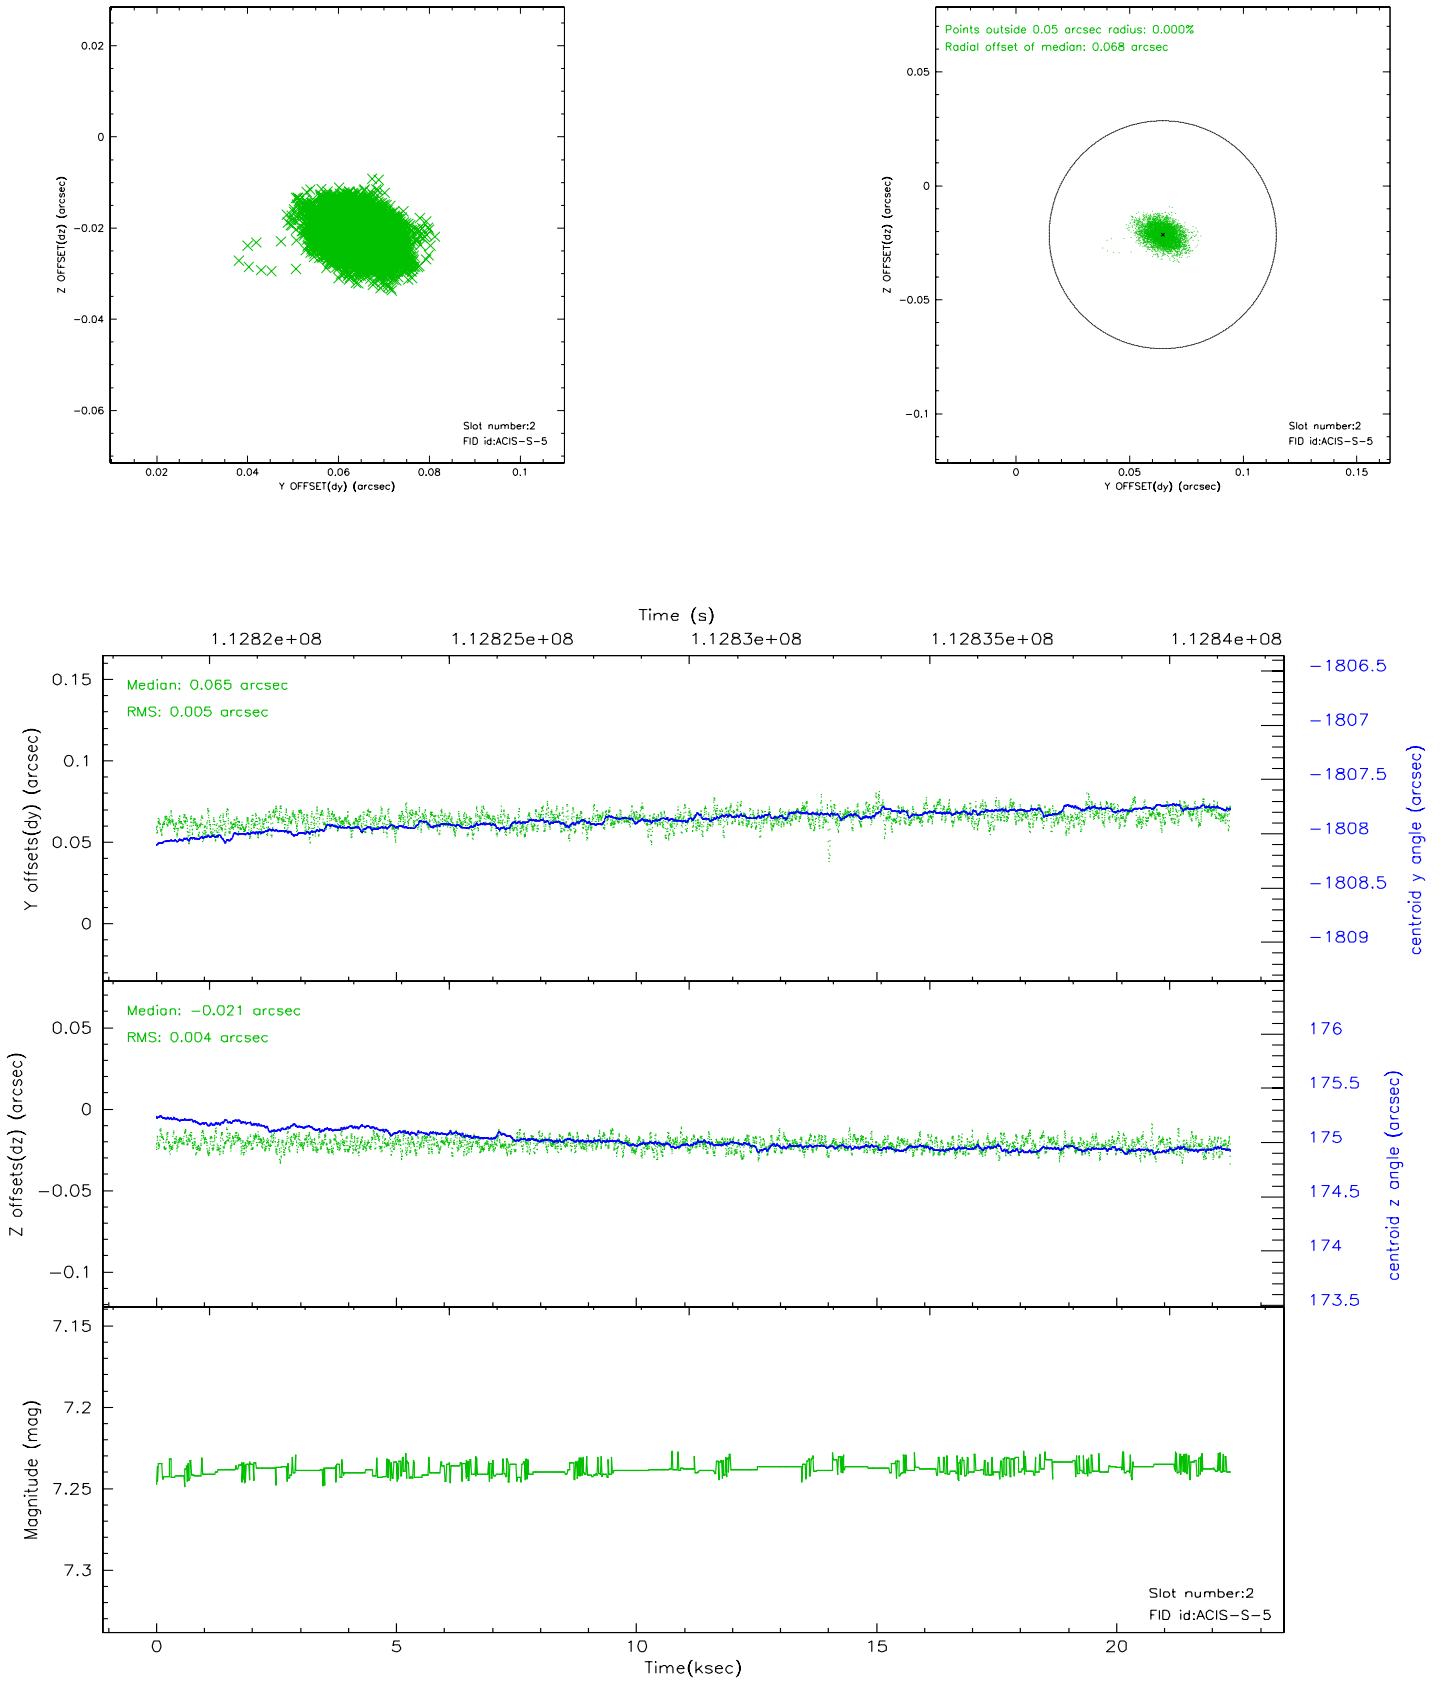 0.02
0
−0.02
−0.04
−0.06
Z OFFSET(dz) (arcsec)
0.02 0.04 0.06 0.08 0.1
Y OFFSET(dy) (arcsec)
Slot number:2
FID id:ACIS−S−5
Points outside 0.05 arcsec radius: 0.000%
Radial offset of median: 0.068 arcsec
0.05
0
−0.05
−0.1
Z OFFSET(dz) (arcsec)
0 0.05 0.1 0.15
Y OFFSET(dy) (arcsec)
Slot number:2
FID id:ACIS−S−5
Time (s)
1.1282e+08 1.12825e+08 1.1283e+08 1.12835e+08 1.1284e+08
Median: 0.065 arcsec
RMS: 0.005 arcsec
0.15
0.1
0.05
0
Y offsets(dy) (arcsec)
−1806.5
−1807
−1807.5
−1808
−1808.5
−1809
centroid y angle (arcsec)
Median: −0.021 arcsec
RMS: 0.004 arcsec
0.05
0
−0.05
−0.1
Z offsets(dz) (arcsec)
176
175.5
175
174.5
174
173.5
centroid z angle (arcsec)
7.15
7.2
7.25
7.3
Magnitude (mag)
Slot number:2
FID id:ACIS−S−5
0 5 10 15 20
Time(ksec)